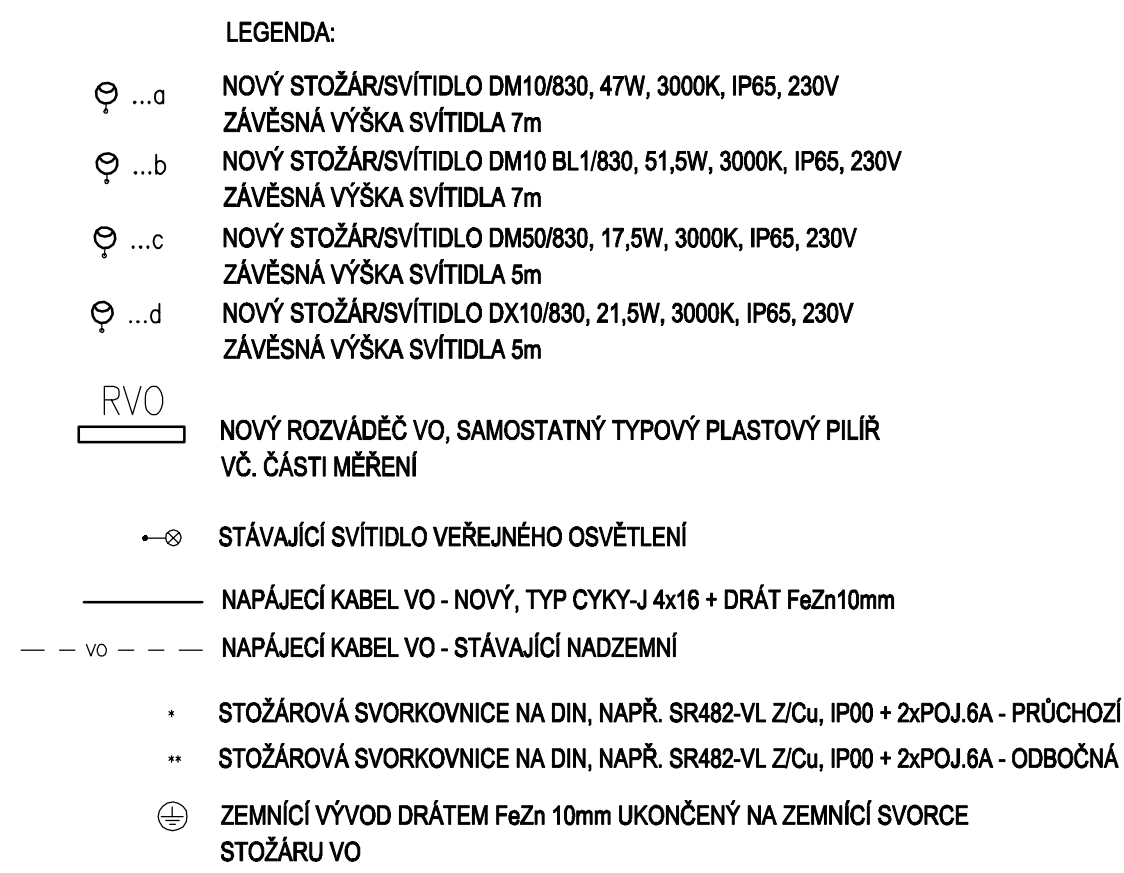 LEGENDA:
...a NOVÝ STOŽÁR/SVÍTIDLO DM10/830, 47W, 3000K, IP65, 230V
ZÁVĚSNÁ VÝŠKA SVÍTIDLA 7m
...b NOVÝ STOŽÁR/SVÍTIDLO DM10 BL1/830, 51,5W, 3000K, IP65, 230V
ZÁVĚSNÁ VÝŠKA SVÍTIDLA 7m
...c NOVÝ STOŽÁR/SVÍTIDLO DM50/830, 17,5W, 3000K, IP65, 230V
ZÁVĚSNÁ VÝŠKA SVÍTIDLA 5m
...d NOVÝ STOŽÁR/SVÍTIDLO DX10/830, 21,5W, 3000K, IP65, 230V
ZÁVĚSNÁ VÝŠKA SVÍTIDLA 5m
RVO
NOVÝ ROZVÁDĚČ VO, SAMOSTATNÝ TYPOVÝ PLASTOVÝ PILÍŘ
VČ. ČÁSTI MĚŘENÍ
STÁVAJÍCÍ SVÍTIDLO VEŘEJNÉHO OSVĚTLENÍ
NAPÁJECÍ KABEL VO - NOVÝ, TYP CYKY-J 4x16 + DRÁT FeZn10mm
VO NAPÁJECÍ KABEL VO - STÁVAJÍCÍ NADZEMNÍ
* STOŽÁROVÁ SVORKOVNICE NA DIN, NAPŘ. SR482-VL Z/Cu, IP00 + 2xPOJ.6A - PRŮCHOZÍ
** STOŽÁROVÁ SVORKOVNICE NA DIN, NAPŘ. SR482-VL Z/Cu, IP00 + 2xPOJ.6A - ODBOČNÁ
ZEMNÍCÍ VÝVOD DRÁTEM FeZn 10mm UKONČENÝ NA ZEMNÍCÍ SVORCE
STOŽÁRU VO